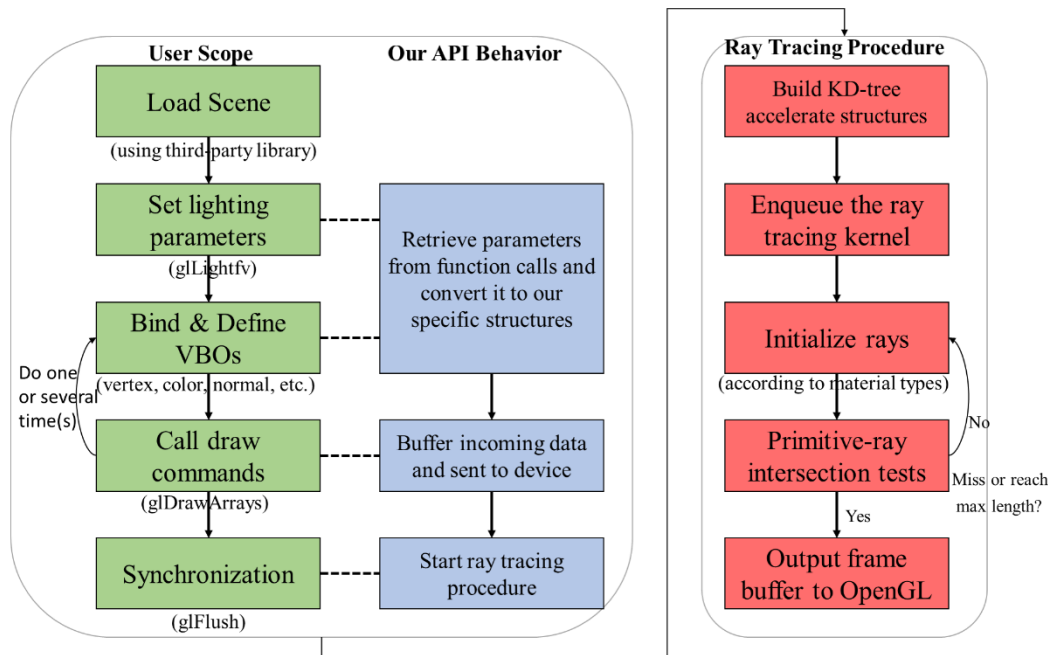 User Scope
Our API Behavior
Load Scene
(using third-party library)
Set lighting
parameters
(glLightfv)
Bind & Define
VBOs
(vertex, color, normal, etc.)
Do one
or several
time(s)
Call draw
commands
(glDrawArrays)
Synchronization
(glFlush)
Retrieve parameters
from function calls and
convert it to our
specific structures
Buffer incoming data
and sent to device
Start ray tracing
procedure
Ray Tracing Procedure
Build KD-tree
accelerate structures
Enqueue the ray
tracing kernel
Initialize rays
(according to material types)
No
Primitive-ray
intersection tests
Miss or reach
max length?
Yes
Output frame
buffer to OpenGL